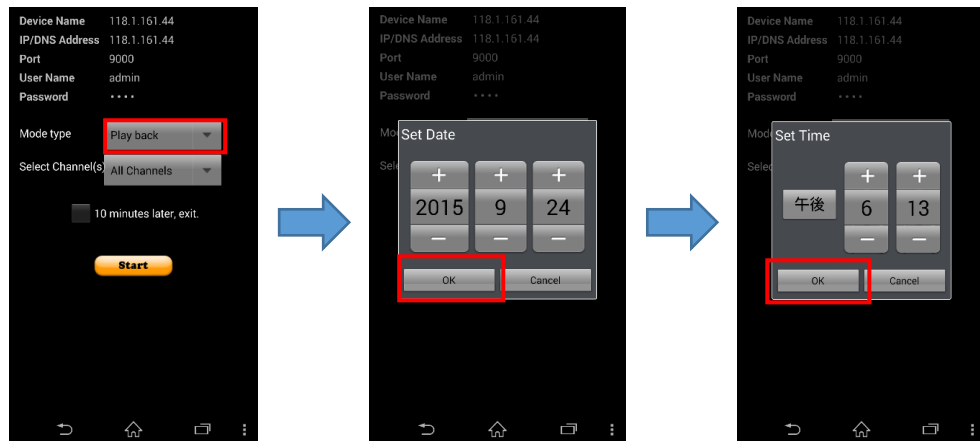 Device Name 118.1.161.44
IP/DNS Address 118.1.161.44
Port 9000
User Name admin
Password ····
Mode type Play back
Select Channel(s) All Channels
10 minutes later, exit.
Start
Device Name 118.1.161.44
IP/DNS Address 118.1.161.44
Port 9000
User Name admin
Password ····
Mo
Set Date
Sele
+ + +
2015 9 24
− − −
OK Cancel
Device Name 118.1.161.44
IP/DNS Address 118.1.161.44
Port 9000
User Name admin
Password ····
Mod
Set Time
Selec
+ +
午後 6 13
− −
OK Cancel